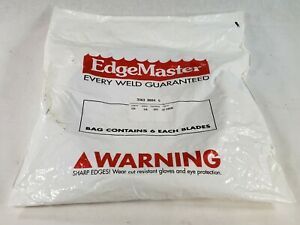 EdgeMaster
EVERY WELD GUARANTEED
BAG CONTAINS 6 EACH BLADES
WARNING
SHARP EDGES! Wear cut resistant gloves and eye protection.